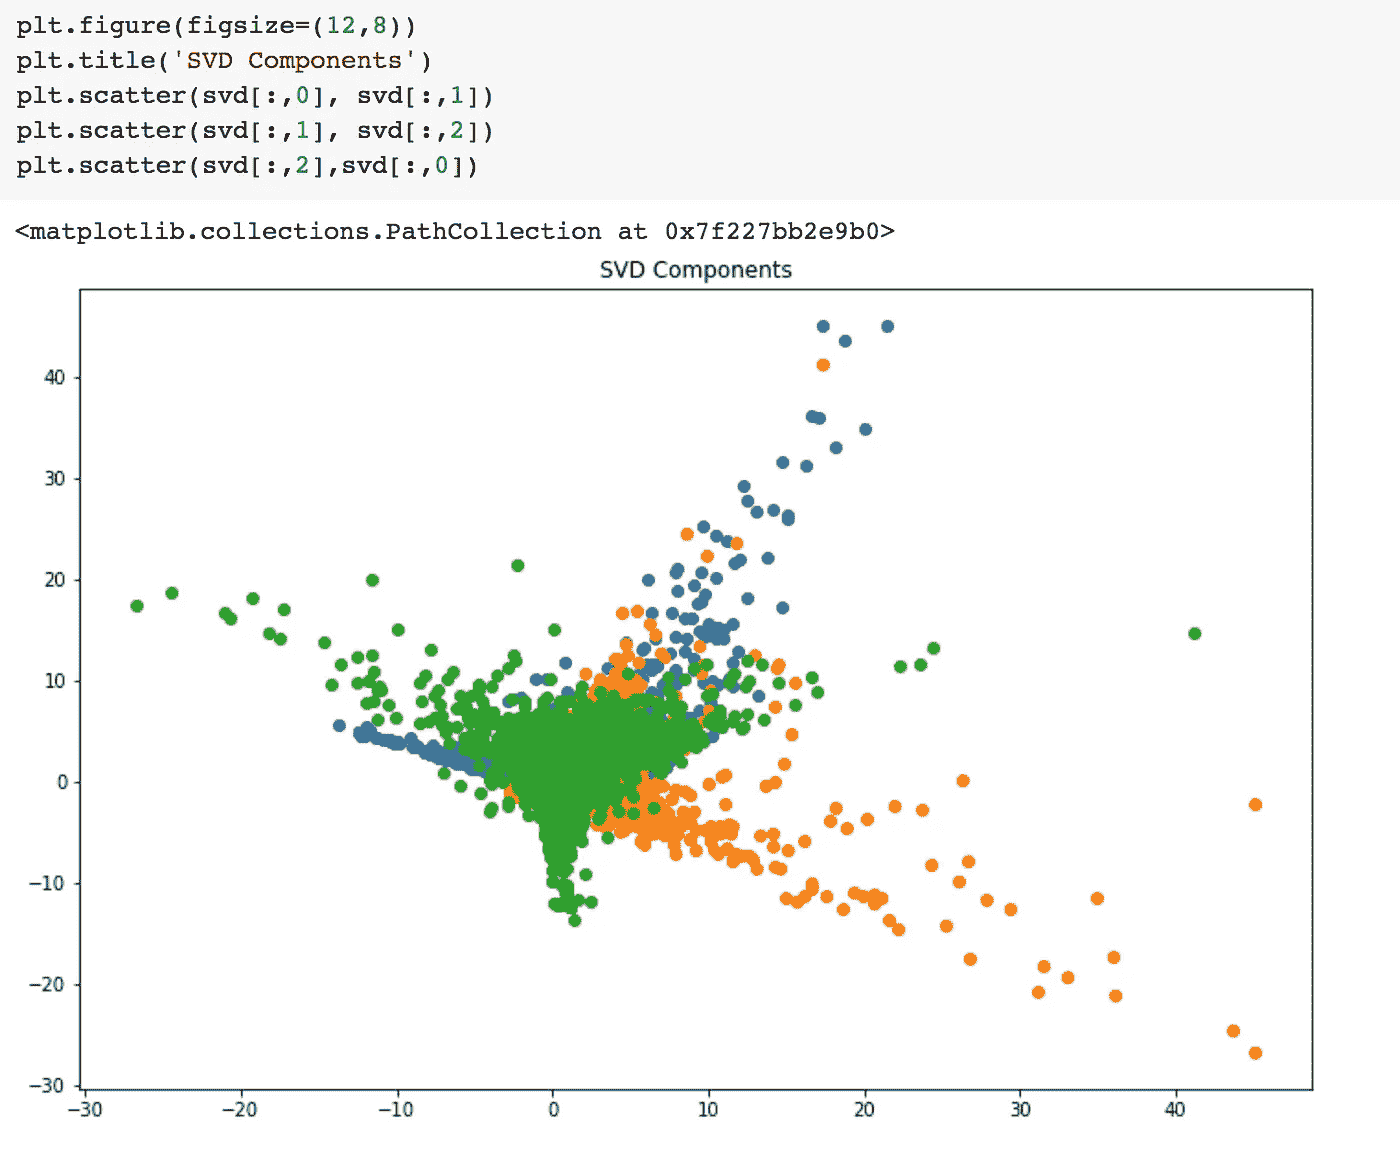 plt.figure(figsize=(12,8))
plt.title('SVD Components')
plt.scatter(svd[:,0], svd[:,1])
plt.scatter(svd[:,1], svd[:,2])
plt.scatter(svd[:,2],svd[:,0])
<matplotlib.collections.PathCollection at 0x7f227bb2e9b0>
SVD Components
40
30
20
10
0
−10
−20
−30
−30 −20 −10 0 10 20 30 40